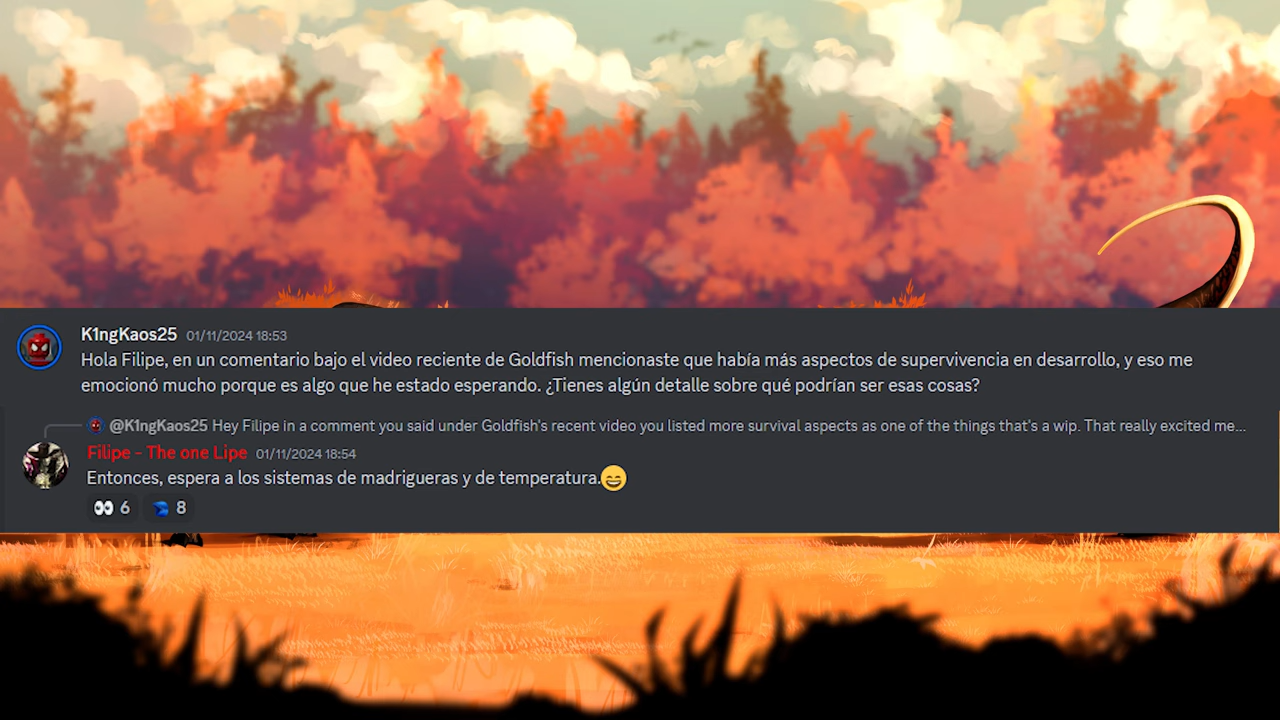 K1ngKaos25 01/11/2024 18:53
Hola Filipe, en un comentario bajo el video reciente de Goldfish mencionaste que había más aspectos de supervivencia en desarrollo, y eso me
emocionó mucho porque es algo que he estado esperando. ¿Tienes algún detalle sobre qué podrían ser esas cosas?
@K1ngKaos25 Hey Filipe in a comment you said under Goldfish's recent video you listed more survival aspects as one of the things that's a wip. That really excited me...
Filipe - The one Lipe 01/11/2024 18:54
Entonces, espera a los sistemas de madrigueras y de temperatura.😄
👀 6 8